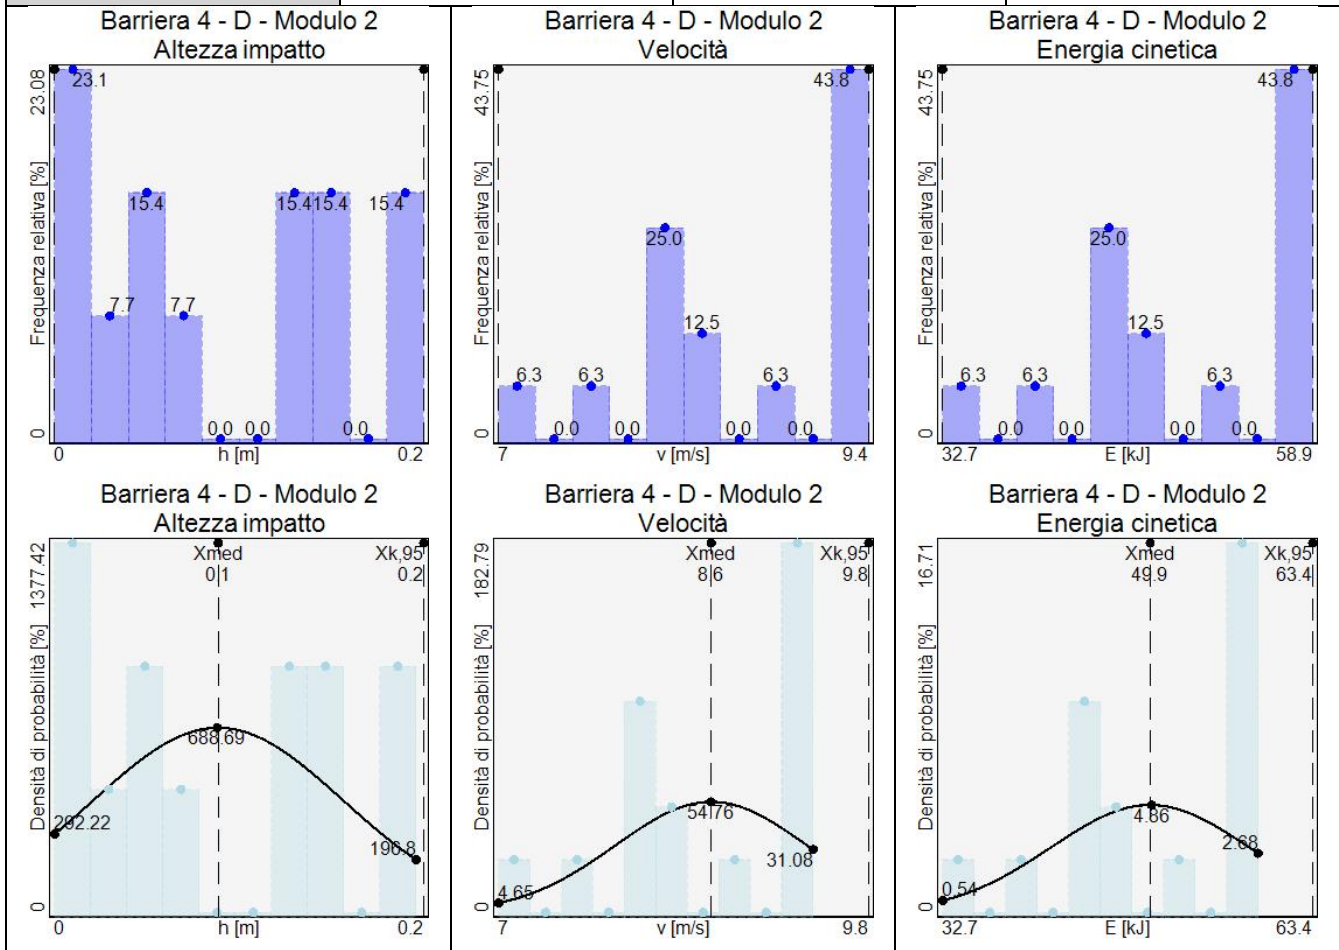 Barriera 4 - D - Modulo 2
Altezza impatto
23.08
Frequenza relativa [%]
0
23.1
7.7
15.4
7.7
0.0
0.0
15.4
15.4
0.0
15.4
0
h [m]
0.2
Barriera 4 - D - Modulo 2
Velocità
43.75
Frequenza relativa [%]
0
6.3
0.0
6.3
0.0
25.0
12.5
0.0
6.3
0.0
43.8
7
v [m/s]
9.4
Barriera 4 - D - Modulo 2
Energia cinetica
43.75
Frequenza relativa [%]
0
6.3
0.0
6.3
0.0
25.0
12.5
0.0
6.3
0.0
43.8
32.7
E [kJ]
58.9
Barriera 4 - D - Modulo 2
Altezza impatto
1377.42
Densità di probabilità [%]
0
Xmed
0.1
Xk,95
0.2
292.22
688.69
196.8
0
h [m]
0.2
Barriera 4 - D - Modulo 2
Velocità
182.79
Densità di probabilità [%]
0
Xmed
8.6
Xk,95
9.8
4.65
54.76
31.08
7
v [m/s]
9.8
Barriera 4 - D - Modulo 2
Energia cinetica
16.71
Densità di probabilità [%]
0
Xmed
49.9
Xk,95
63.4
0.54
4.86
2.68
32.7
E [kJ]
63.4